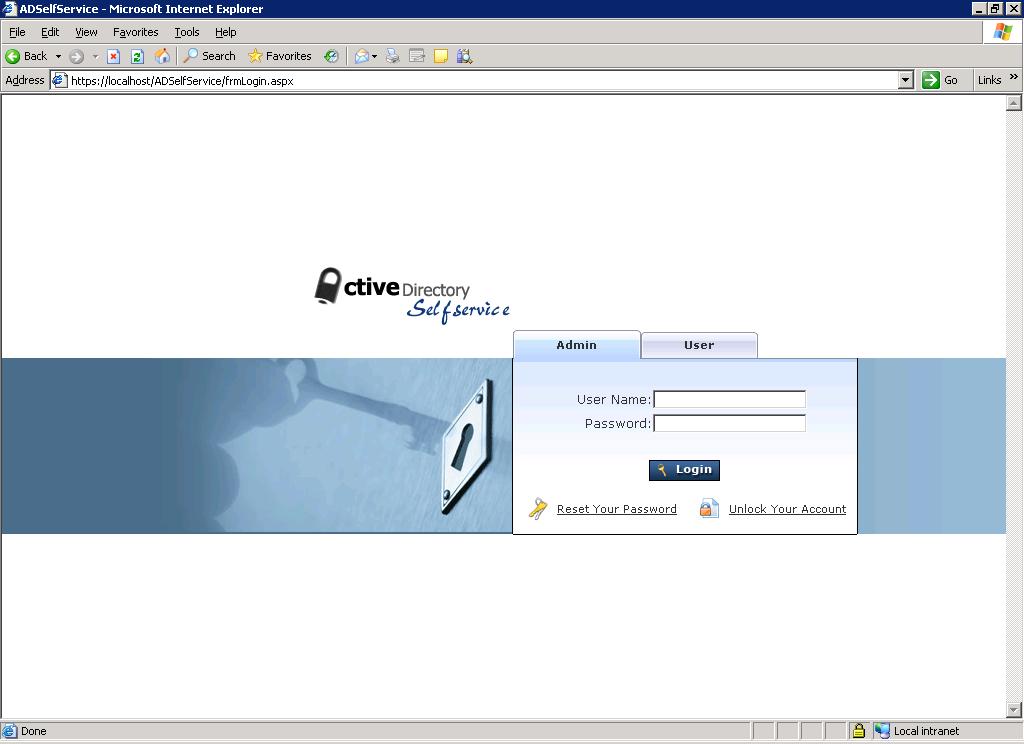 ADSelfService - Microsoft Internet Explorer
File Edit View Favorites Tools Help
Back Search Favorites
Address https://localhost/ADSelfService/frmLogin.aspx Go Links »
ctive Directory
Selfservice
Admin User
User Name:
Password:
Login
Reset Your Password Unlock Your Account
Done Local intranet